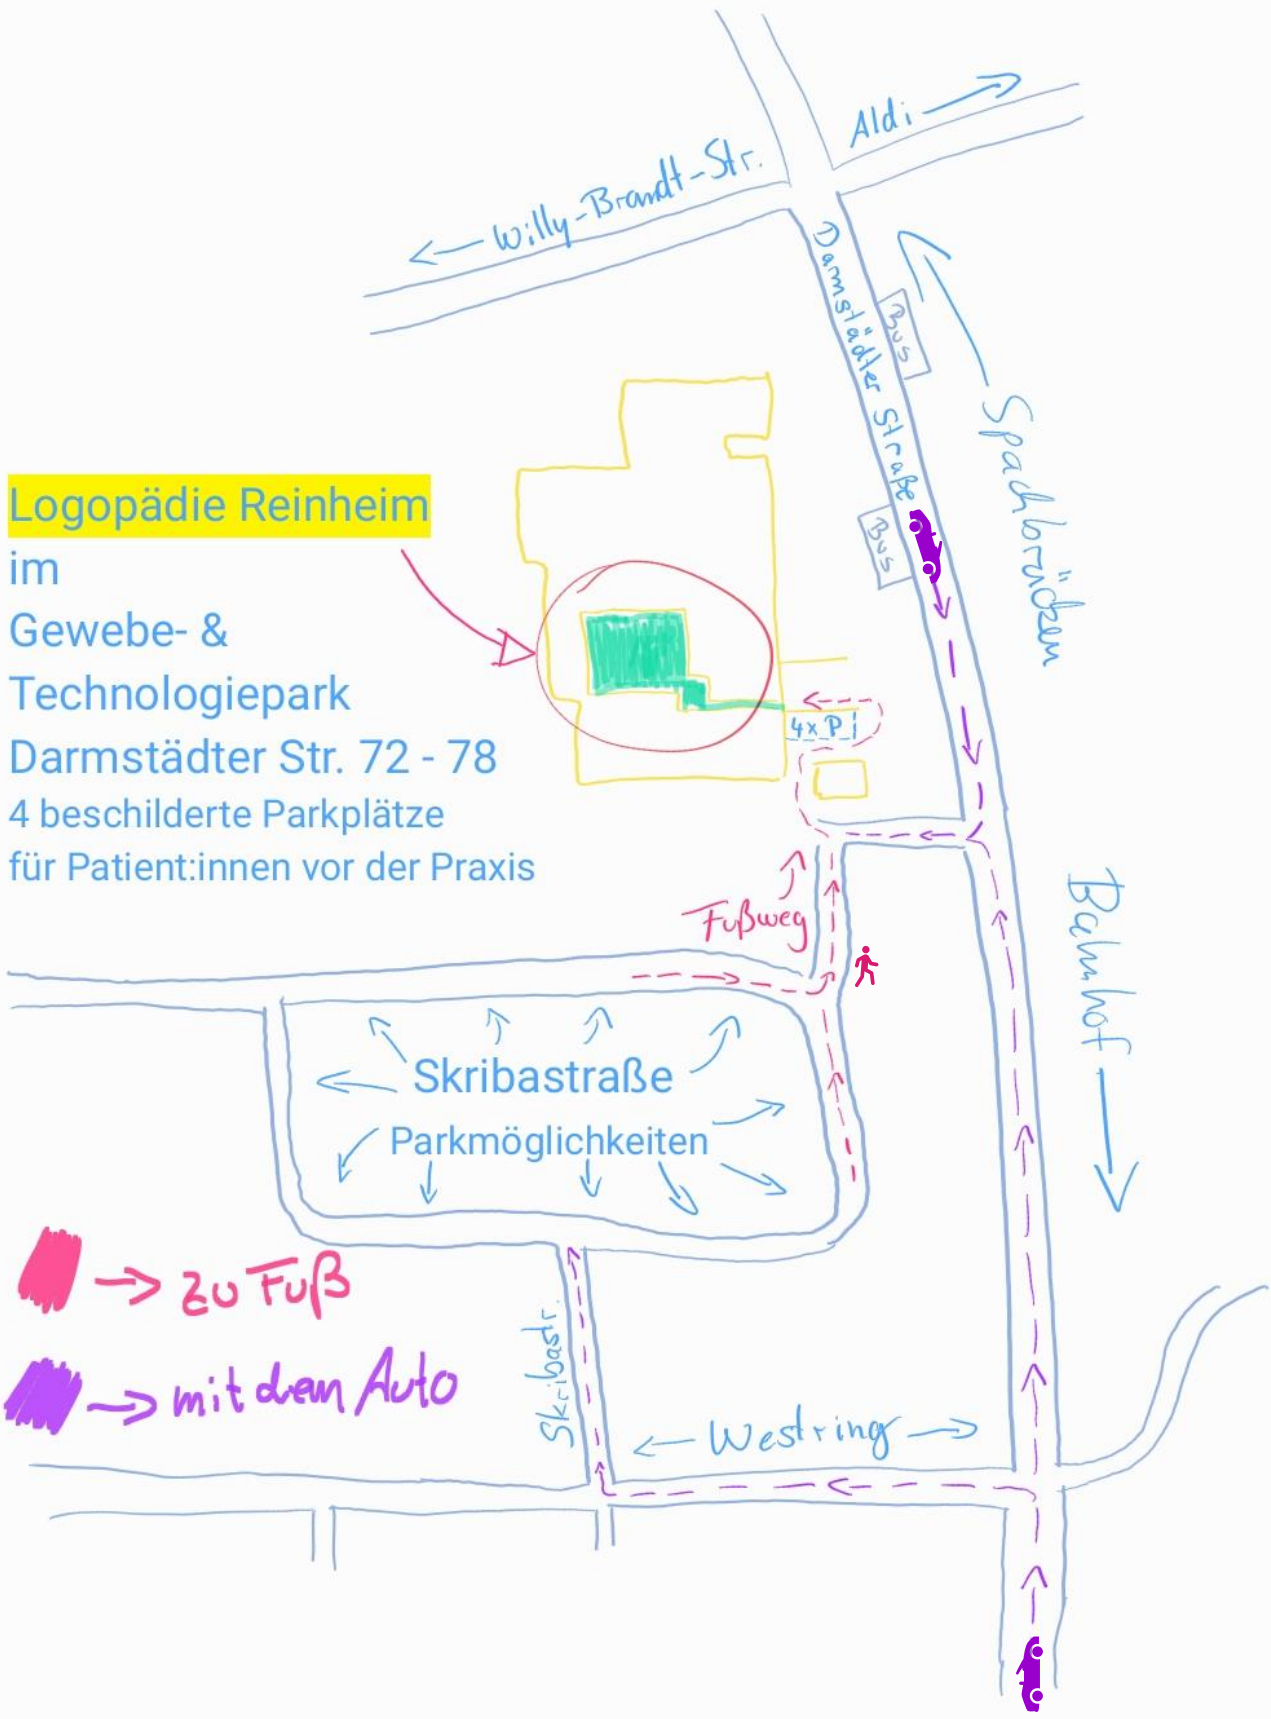 Aldi
Willy-Brandt-Str.
Darmstädter Straße
Bus
Spachbrücken
Bus
Logopädie Reinheim
im
Gewebe- &
Technologiepark
Darmstädter Str. 72 - 78
4 beschilderte Parkplätze
für Patient:innen vor der Praxis
4x P
Fußweg
Bahnhof
Skribastraße
Parkmöglichkeiten
zu Fuß
mit dem Auto
Skribastr.
Westring